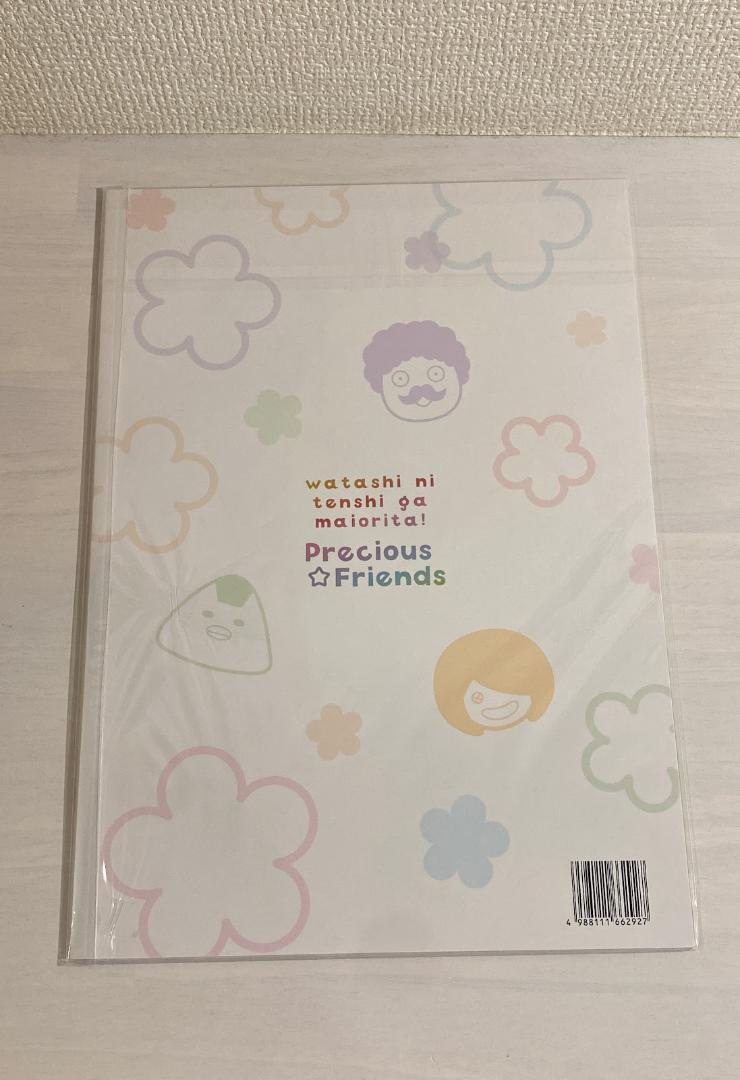 watashi ni
tenshi ga
maiorita!
Precious
☆Friends
4 988111 662927